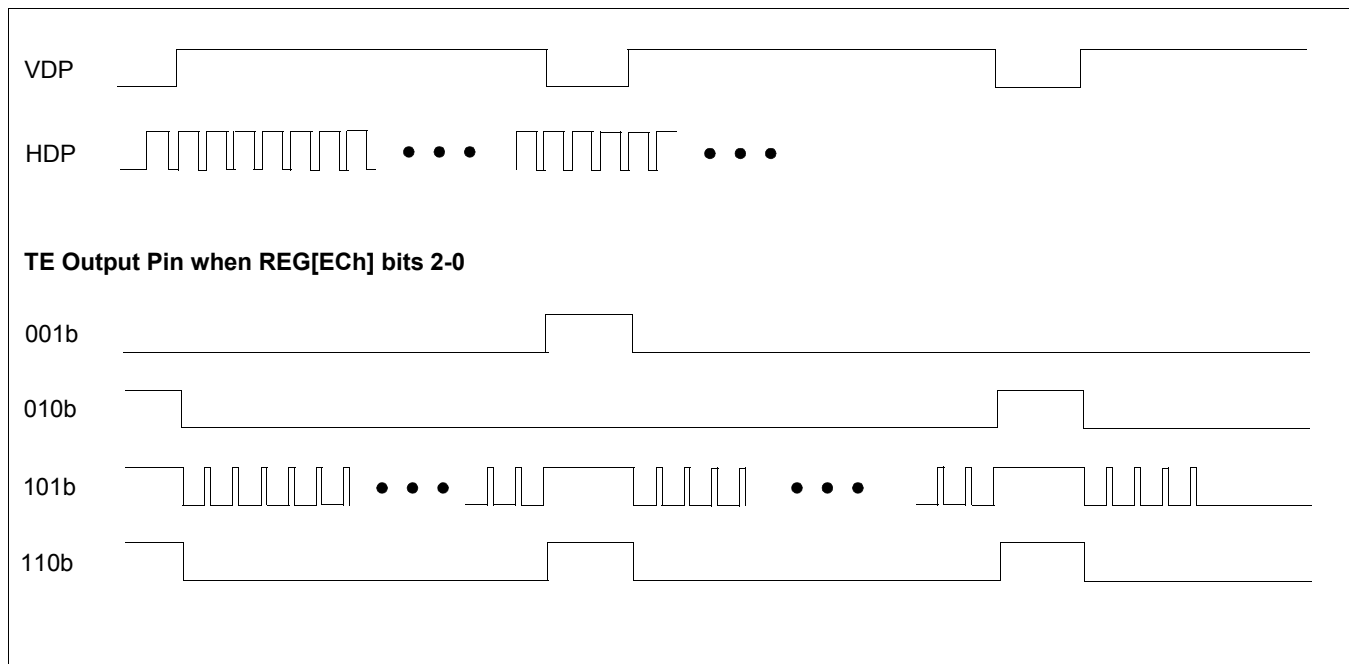 VDP
HDP
TE Output Pin when REG[ECh] bits 2-0
001b
010b
101b
110b